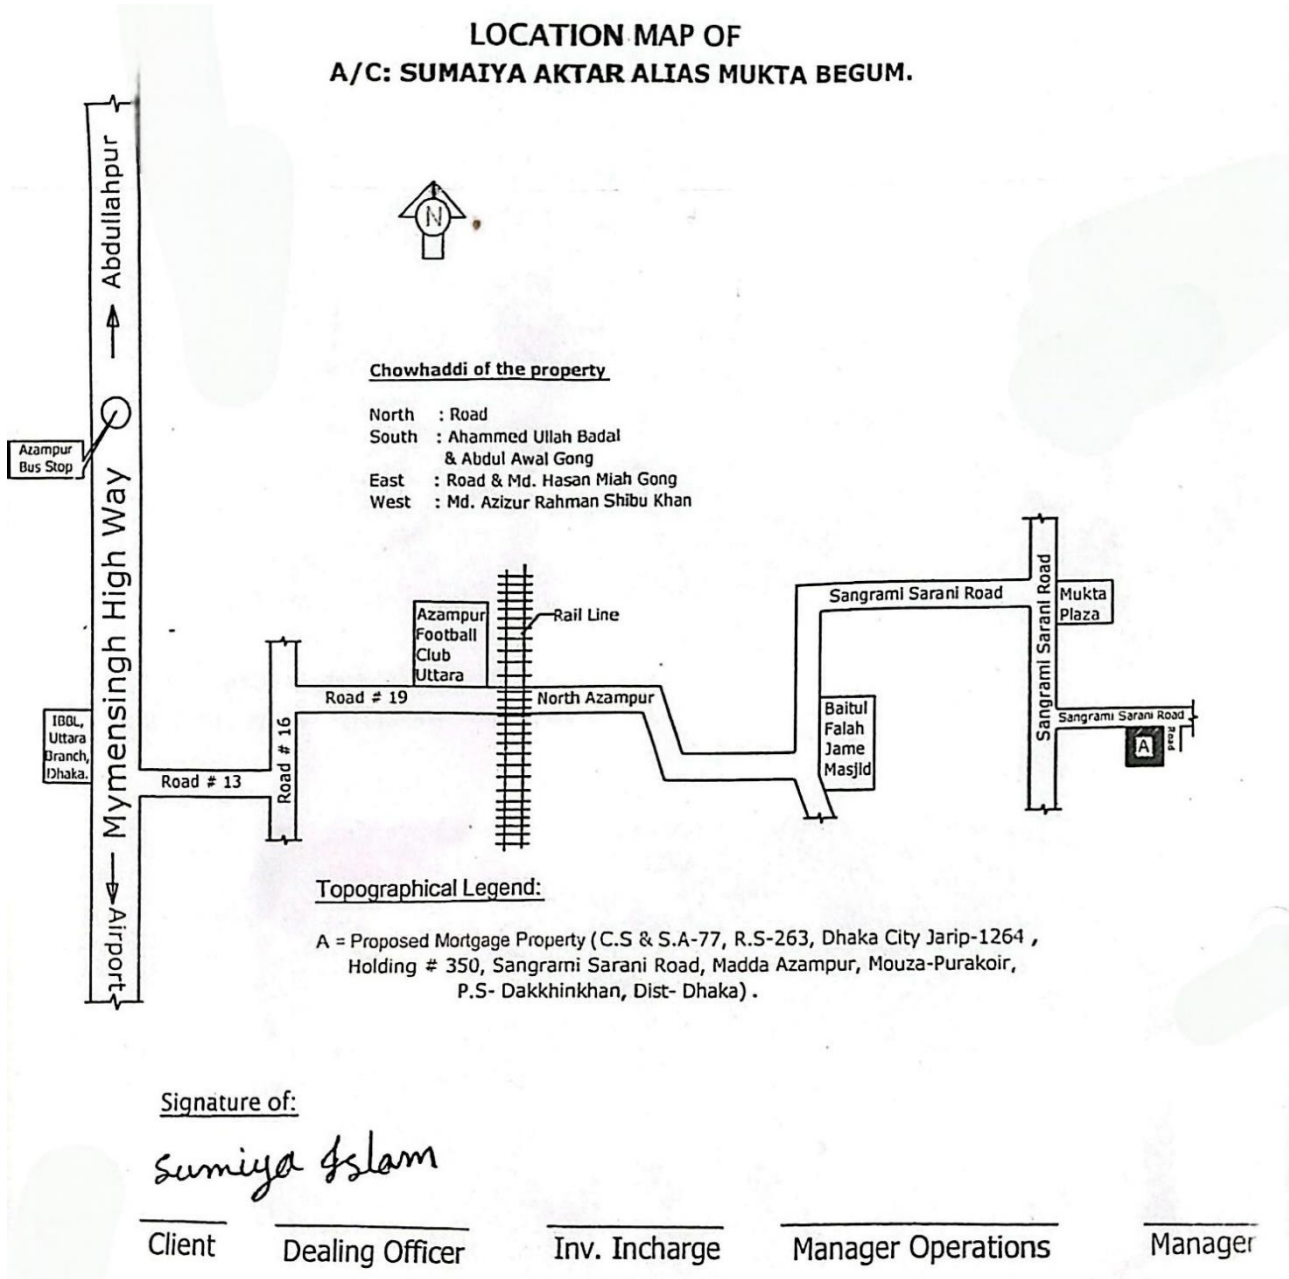 LOCATION MAP OF
A/C: SUMAIYA AKTAR ALIAS MUKTA BEGUM.
Abdullahpur
N
Chowhaddi of the property
North : Road
South : Ahammed Ullah Badal
& Abdul Awal Gong
East : Road & Md. Hasan Miah Gong
West : Md. Azizur Rahman Shibu Khan
Azampur
Bus Stop
Mymensingh High Way
Azampur
Football
Club
Uttara
Rail Line
Sangrami Sarani Road
Sangrami Sarani Road
Mukta
Plaza
Road # 19
North Azampur
Baitul
Falah
Jame
Masjid
Sangrami Sarani Road
Road
A
IBBL,
Uttara
Branch,
Dhaka.
Road # 13
Road # 16
Airport
Topographical Legend:
A = Proposed Mortgage Property (C.S & S.A-77, R.S-263, Dhaka City Jarip-1264 ,
Holding # 350, Sangrami Sarani Road, Madda Azampur, Mouza-Purakoir,
P.S- Dakkhinkhan, Dist- Dhaka) .
Signature of:
Sumiya Islam
Client Dealing Officer Inv. Incharge Manager Operations Manager